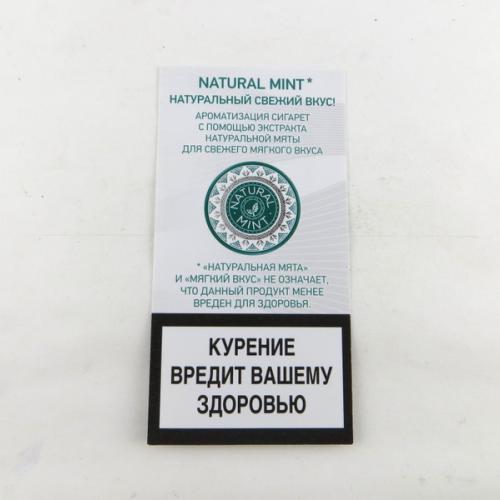 NATURAL MINT*
НАТУРАЛЬНЫЙ СВЕЖИЙ ВКУС!
АРОМАТИЗАЦИЯ СИГАРЕТ
С ПОМОЩЬЮ ЭКСТРАКТА
НАТУРАЛЬНОЙ МЯТЫ
ДЛЯ СВЕЖЕГО МЯГКОГО ВКУСА
NATURAL
MINT
* «НАТУРАЛЬНАЯ МЯТА»
И «МЯГКИЙ ВКУС» НЕ ОЗНАЧАЕТ,
ЧТО ДАННЫЙ ПРОДУКТ МЕНЕЕ
ВРЕДЕН ДЛЯ ЗДОРОВЬЯ.
КУРЕНИЕ
ВРЕДИТ ВАШЕМУ
ЗДОРОВЬЮ